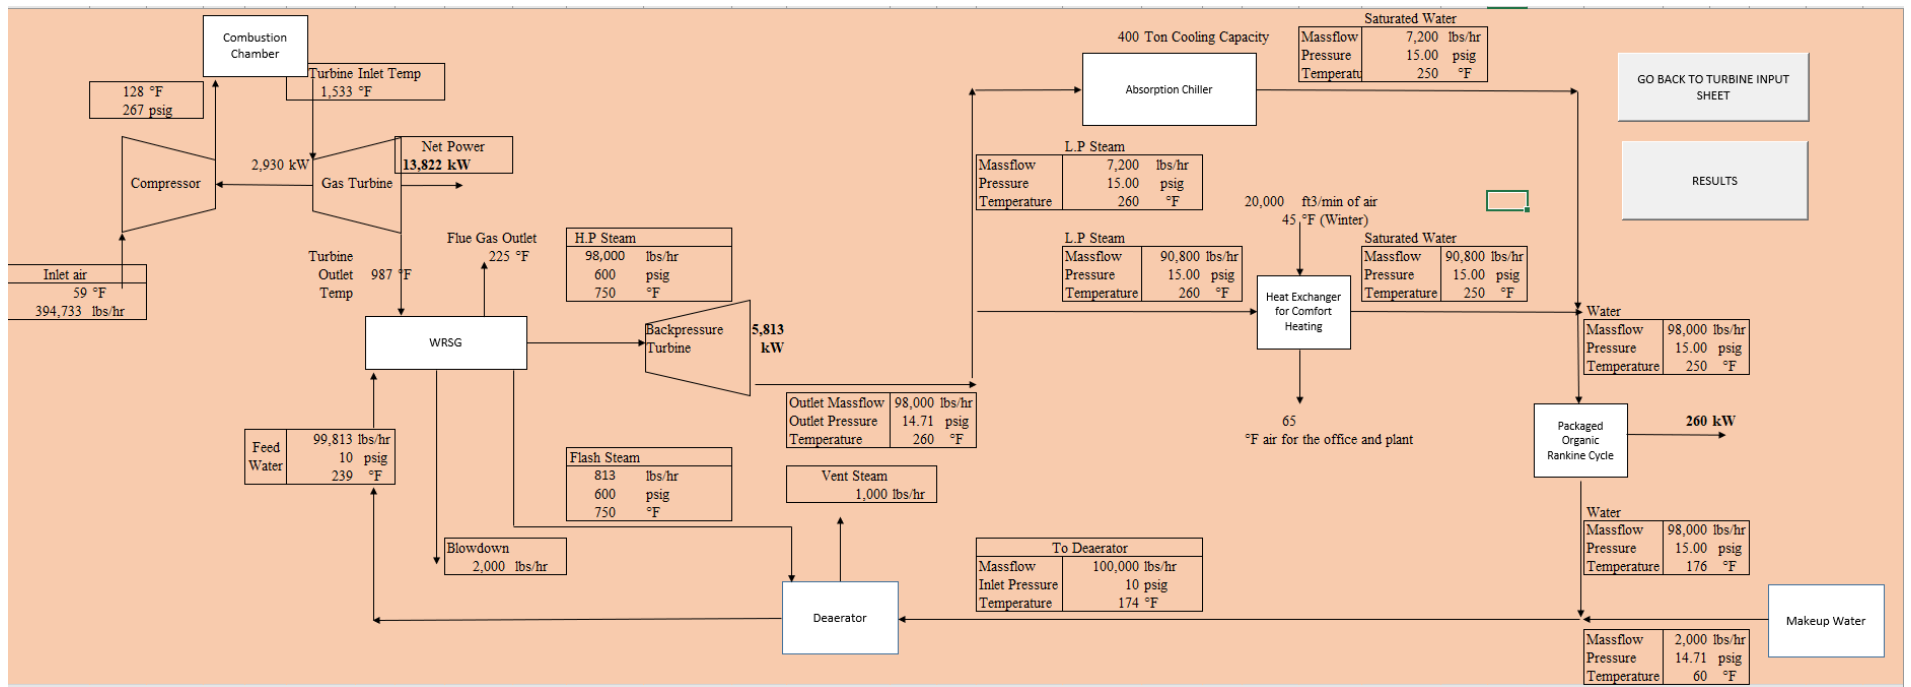 Combustion
Chamber
Turbine Inlet Temp
1,533 °F
128 °F
267 psig
Compressor
2,930 kW
Gas Turbine
Net Power
13,822 kW
Inlet air
59 °F
394,733 lbs/hr
Turbine
Outlet 987 °F
Temp
Flue Gas Outlet
225 °F
WRSG
H.P Steam
98,000 lbs/hr
600 psig
750 °F
Backpressure
Turbine
5,813
kW
Outlet Massflow 98,000 lbs/hr
Outlet Pressure 14.71 psig
Temperature 260 °F
Feed
Water
99,813 lbs/hr
10 psig
239 °F
Flash Steam
813 lbs/hr
600 psig
750 °F
Blowdown
2,000 lbs/hr
Vent Steam
1,000 lbs/hr
Deaerator
To Deaerator
Massflow 100,000 lbs/hr
Inlet Pressure 10 psig
Temperature 174 °F
400 Ton Cooling Capacity
Absorption Chiller
Saturated Water
Massflow 7,200 lbs/hr
Pressure 15.00 psig
Temperatu 250 °F
L.P Steam
Massflow 7,200 lbs/hr
Pressure 15.00 psig
Temperature 260 °F
20,000 ft3/min of air
45 °F (Winter)
L.P Steam
Massflow 90,800 lbs/hr
Pressure 15.00 psig
Temperature 260 °F
Heat Exchanger
for Comfort
Heating
Saturated Water
Massflow 90,800 lbs/hr
Pressure 15.00 psig
Temperature 250 °F
65
°F air for the office and plant
Water
Massflow 98,000 lbs/hr
Pressure 15.00 psig
Temperature 250 °F
Packaged
Organic
Rankine Cycle
260 kW
Water
Massflow 98,000 lbs/hr
Pressure 15.00 psig
Temperature 176 °F
Makeup Water
Massflow 2,000 lbs/hr
Pressure 14.71 psig
Temperature 60 °F
GO BACK TO TURBINE INPUT
SHEET
RESULTS